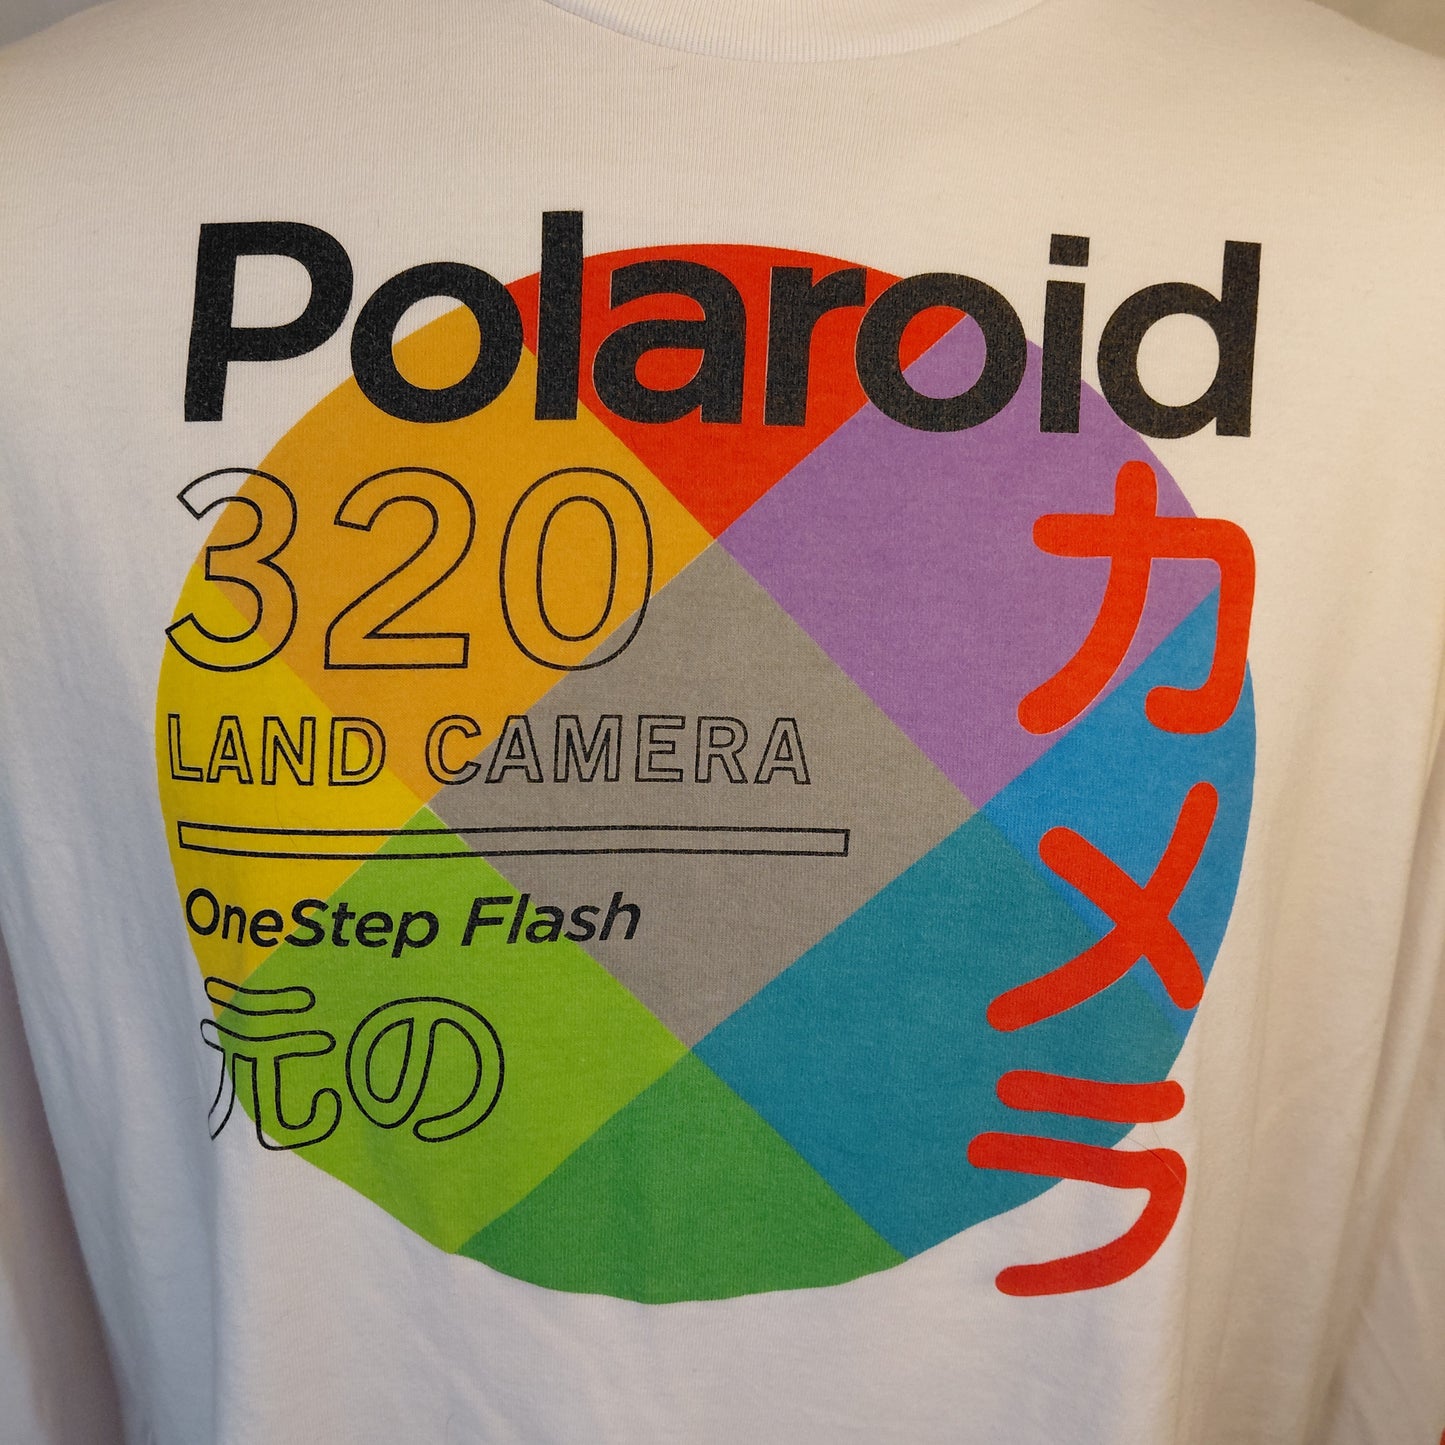 Polaroid
320
LAND CAMERA
OneStep Flash
元の
カメラ